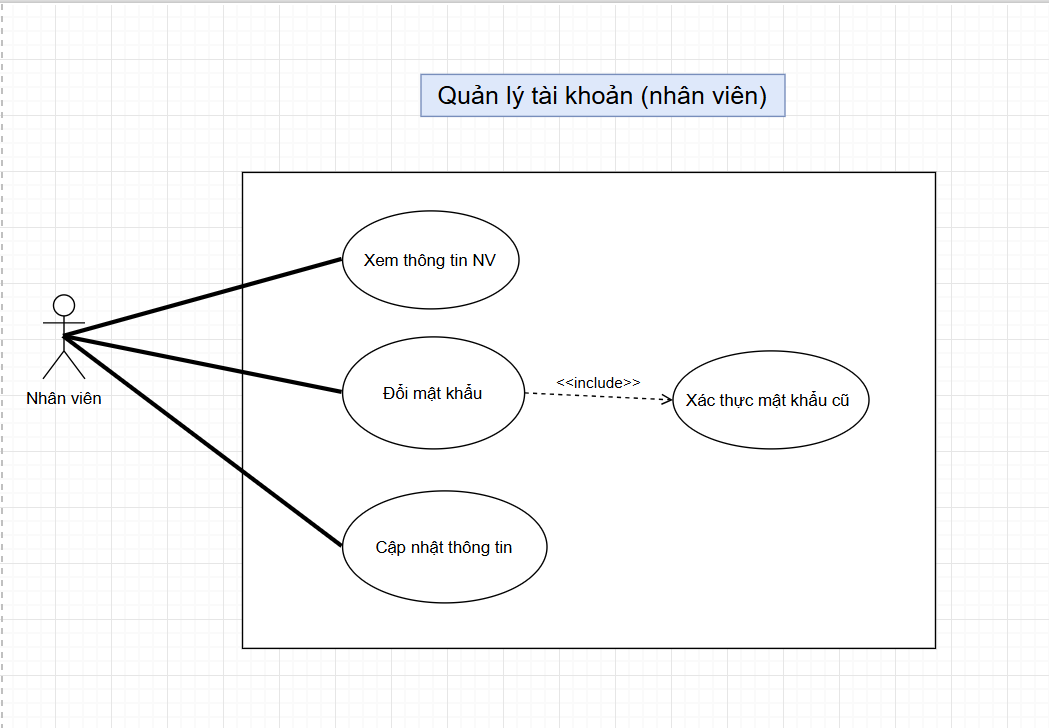 Quản lý tài khoản (nhân viên)
Xem thông tin NV
Đỗi mật khẩu
<<include>>
Xác thực mật khẩu cũ
Nhân viên
Cập nhật thông tin